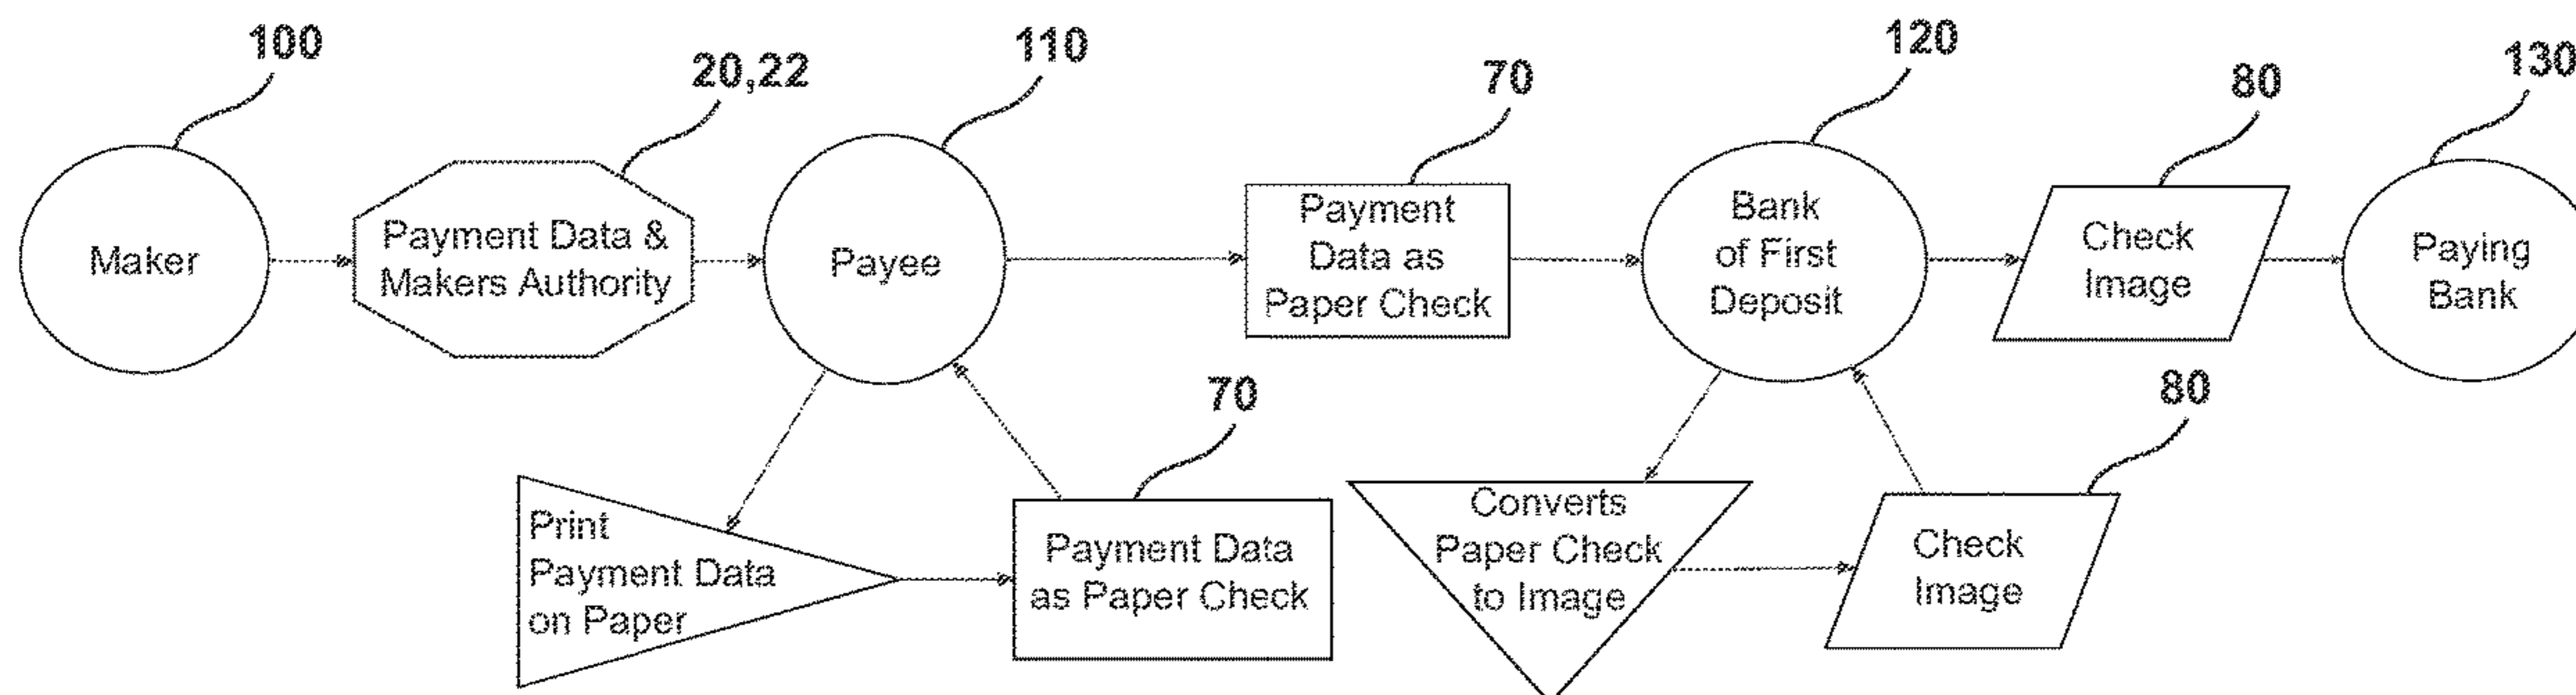 100
20,22
110
70
120
80
130
Maker
Payment Data &
Makers Authority
Payee
Payment
Data as
Paper Check
Bank
of First
Deposit
Check
Image
Paying
Bank
70
80
Print
Payment Data
on Paper
Payment Data
as Paper Check
Converts
Paper Check
to Image
Check
Image